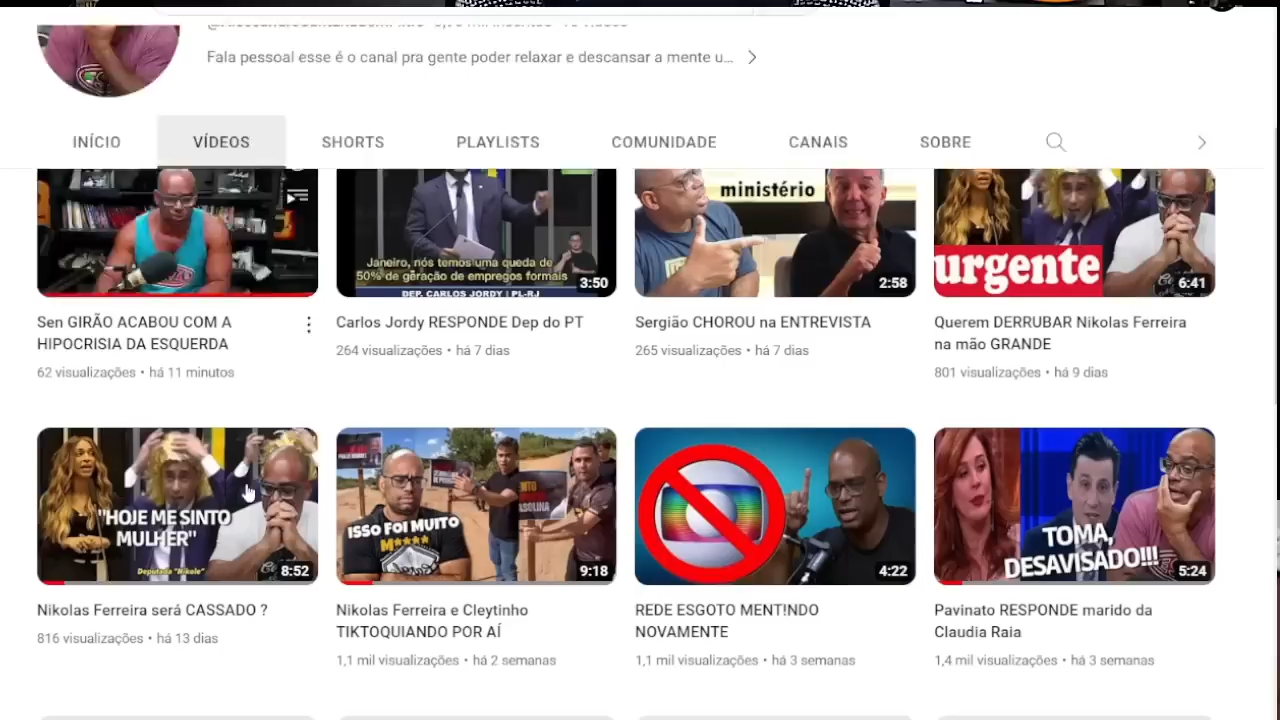 Fala pessoal esse é o canal pra gente poder relaxar e descansar a mente u...
INÍCIO VÍDEOS SHORTS PLAYLISTS COMUNIDADE CANAIS SOBRE
Janeiro, nós temos uma queda de
50% de geração de empregos formais
DEP. CARLOS JORDY | PL-RJ
3:50
ministério
2:58
urgente
6:41
Sen GIRÃO ACABOU COM A
HIPOCRISIA DA ESQUERDA
62 visualizações • há 11 minutos
Carlos Jordy RESPONDE Dep do PT
264 visualizações • há 7 dias
Sergião CHOROU na ENTREVISTA
265 visualizações • há 7 dias
Querem DERRUBAR Nikolas Ferreira
na mão GRANDE
801 visualizações • há 9 dias
"HOJE ME SINTO
MULHER"
Deputada "Nikole"
8:52
ISSO FOI MUITO
M★★★★
GASOLINA
9:18
4:22
TOMA,
DESAVISADO!!!
5:24
Nikolas Ferreira será CASSADO ?
816 visualizações • há 13 dias
Nikolas Ferreira e Cleytinho
TIKTOQUIANDO POR AÍ
1,1 mil visualizações • há 2 semanas
REDE ESGOTO MENT!NDO
NOVAMENTE
1,1 mil visualizações • há 3 semanas
Pavinato RESPONDE marido da
Claudia Raia
1,4 mil visualizações • há 3 semanas